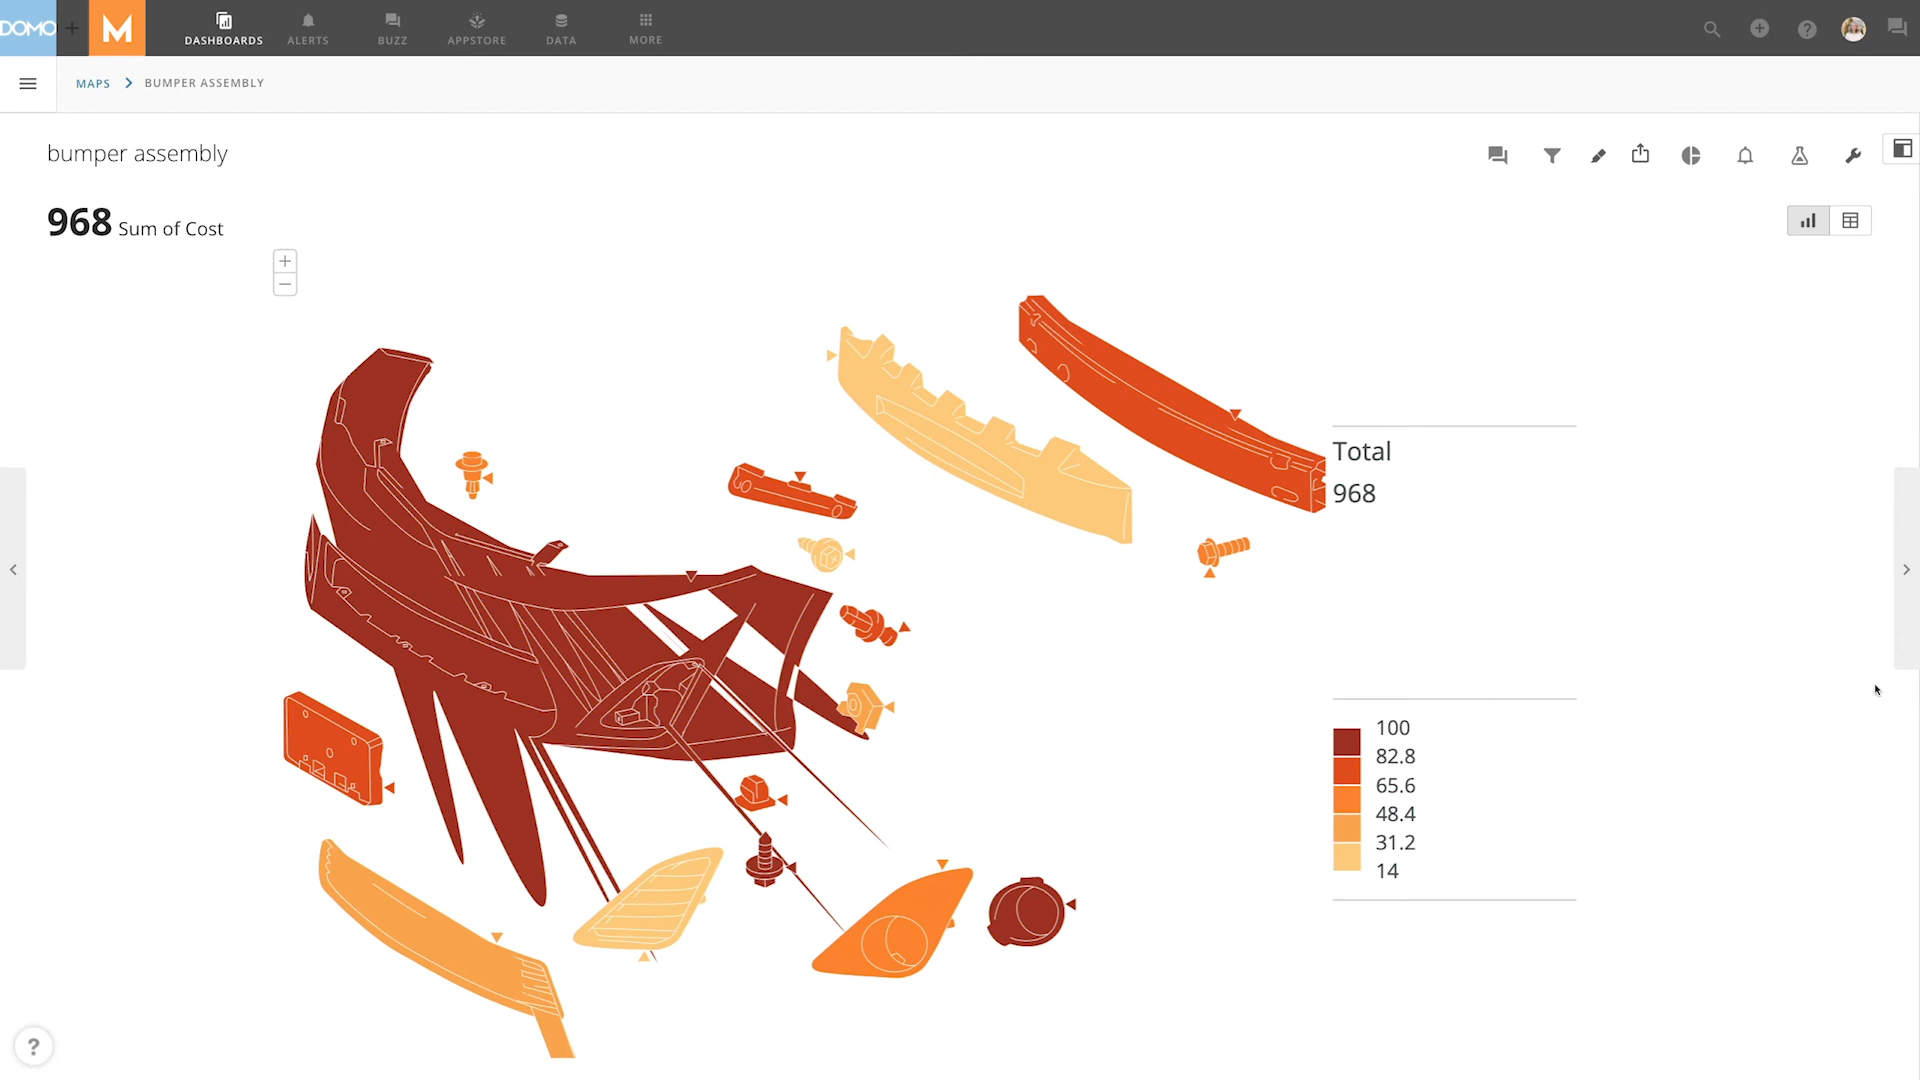 DOMO
M
DASHBOARDS
ALERTS
BUZZ
APPSTORE
DATA
MORE
MAPS
BUMPER ASSEMBLY
bumper assembly
968 Sum of Cost
Total
968
100
82.8
65.6
48.4
31.2
14
?